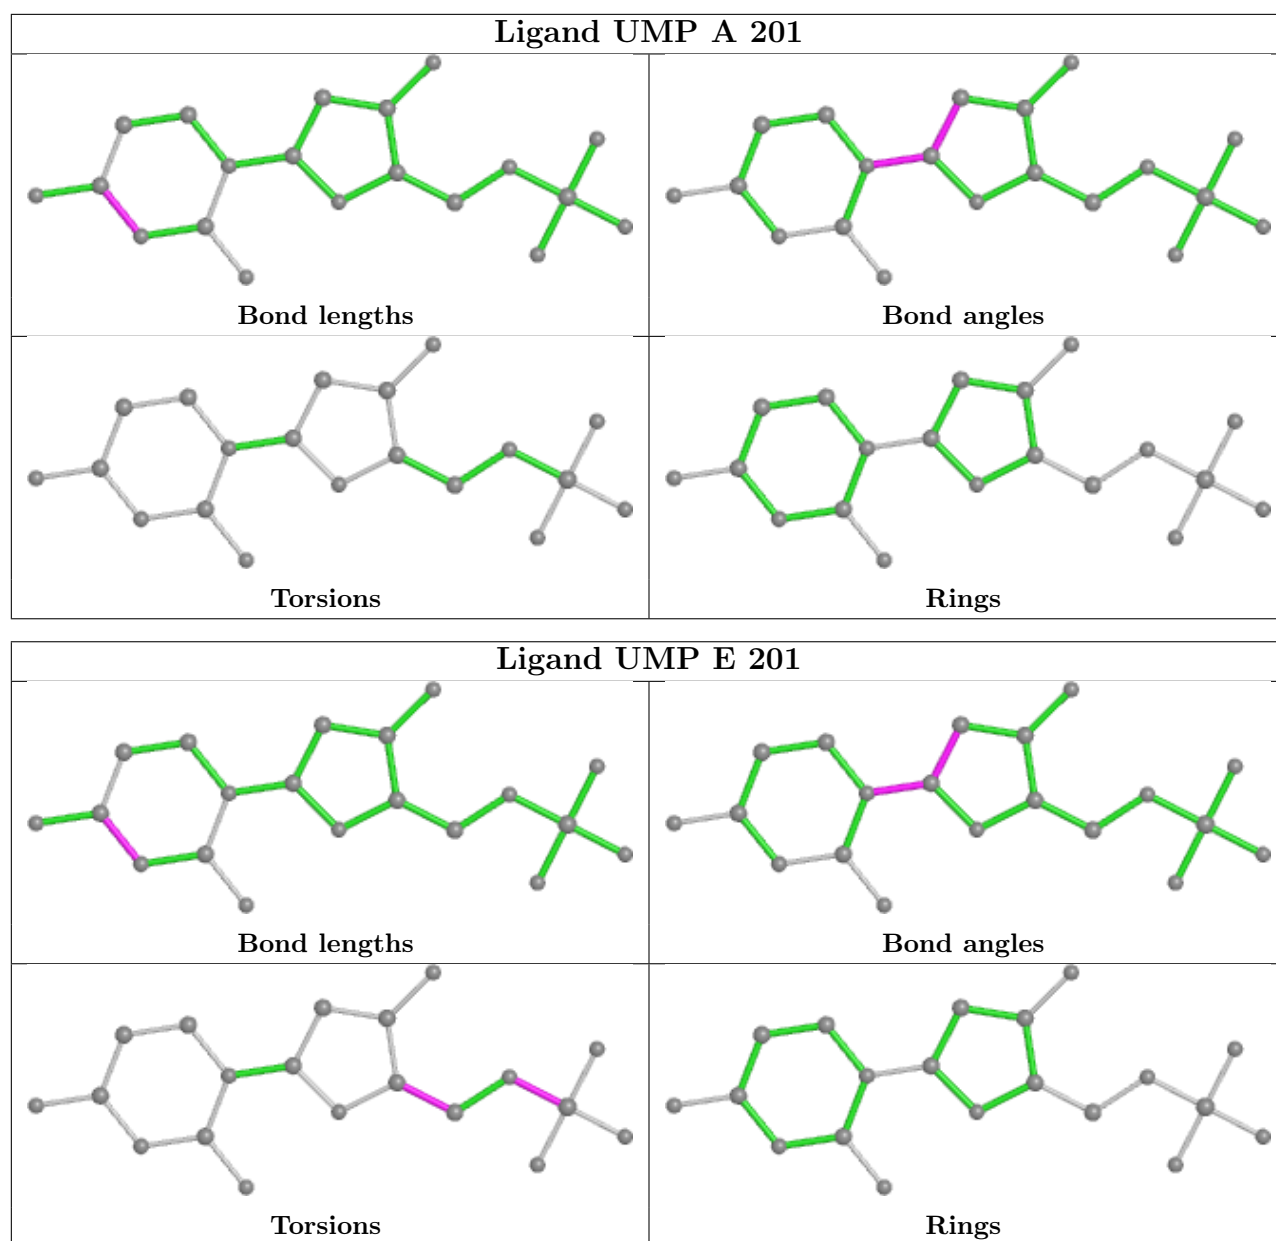 Ligand UMP A 201
Bond lengths
Bond angles
Torsions
Rings
Ligand UMP E 201
Bond lengths
Bond angles
Torsions
Rings